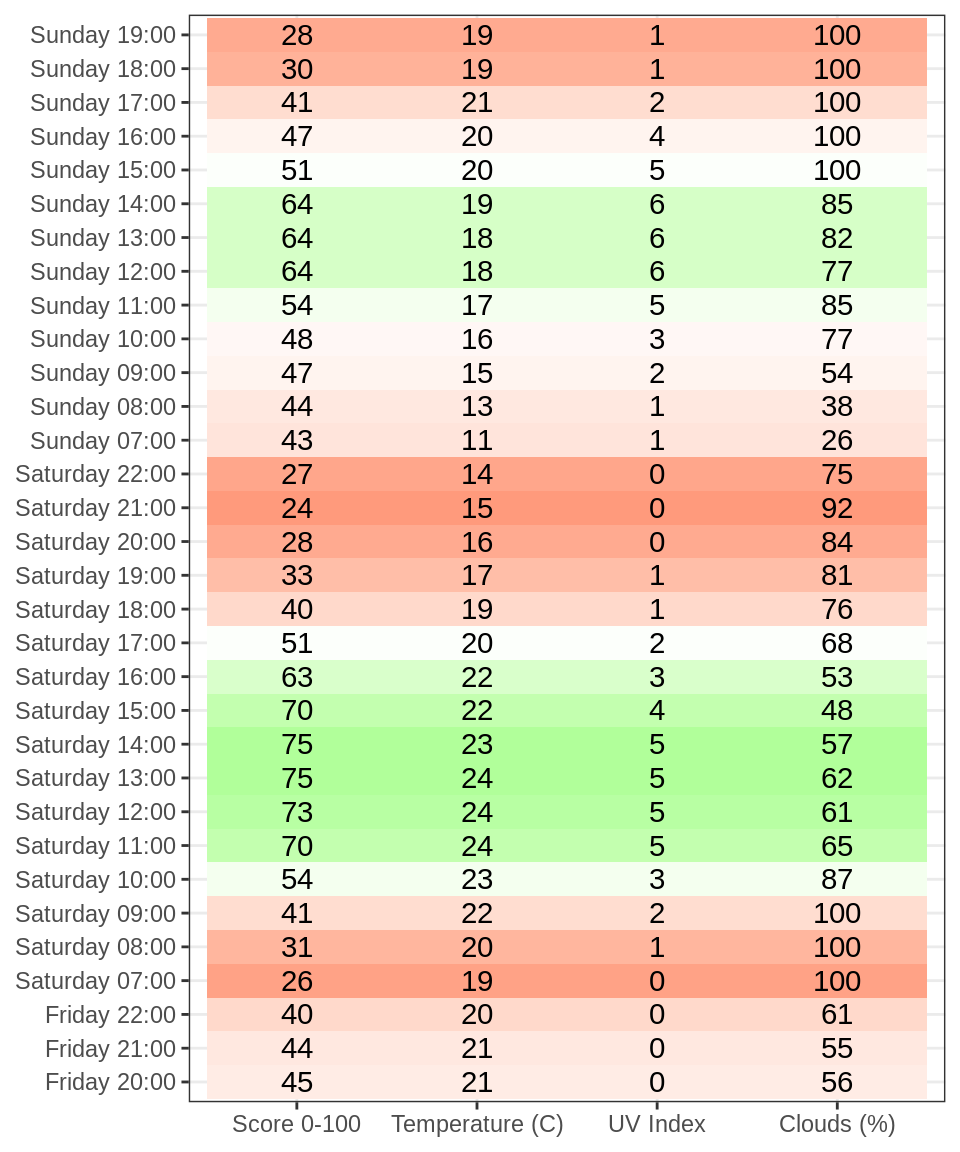 Sunday 19:00 28 19 1 100
Sunday 18:00 30 19 1 100
Sunday 17:00 41 21 2 100
Sunday 16:00 47 20 4 100
Sunday 15:00 51 20 5 100
Sunday 14:00 64 19 6 85
Sunday 13:00 64 18 6 82
Sunday 12:00 64 18 6 77
Sunday 11:00 54 17 5 85
Sunday 10:00 48 16 3 77
Sunday 09:00 47 15 2 54
Sunday 08:00 44 13 1 38
Sunday 07:00 43 11 1 26
Saturday 22:00 27 14 0 75
Saturday 21:00 24 15 0 92
Saturday 20:00 28 16 0 84
Saturday 19:00 33 17 1 81
Saturday 18:00 40 19 1 76
Saturday 17:00 51 20 2 68
Saturday 16:00 63 22 3 53
Saturday 15:00 70 22 4 48
Saturday 14:00 75 23 5 57
Saturday 13:00 75 24 5 62
Saturday 12:00 73 24 5 61
Saturday 11:00 70 24 5 65
Saturday 10:00 54 23 3 87
Saturday 09:00 41 22 2 100
Saturday 08:00 31 20 1 100
Saturday 07:00 26 19 0 100
Friday 22:00 40 20 0 61
Friday 21:00 44 21 0 55
Friday 20:00 45 21 0 56
Score 0-100 Temperature (C) UV Index Clouds (%)